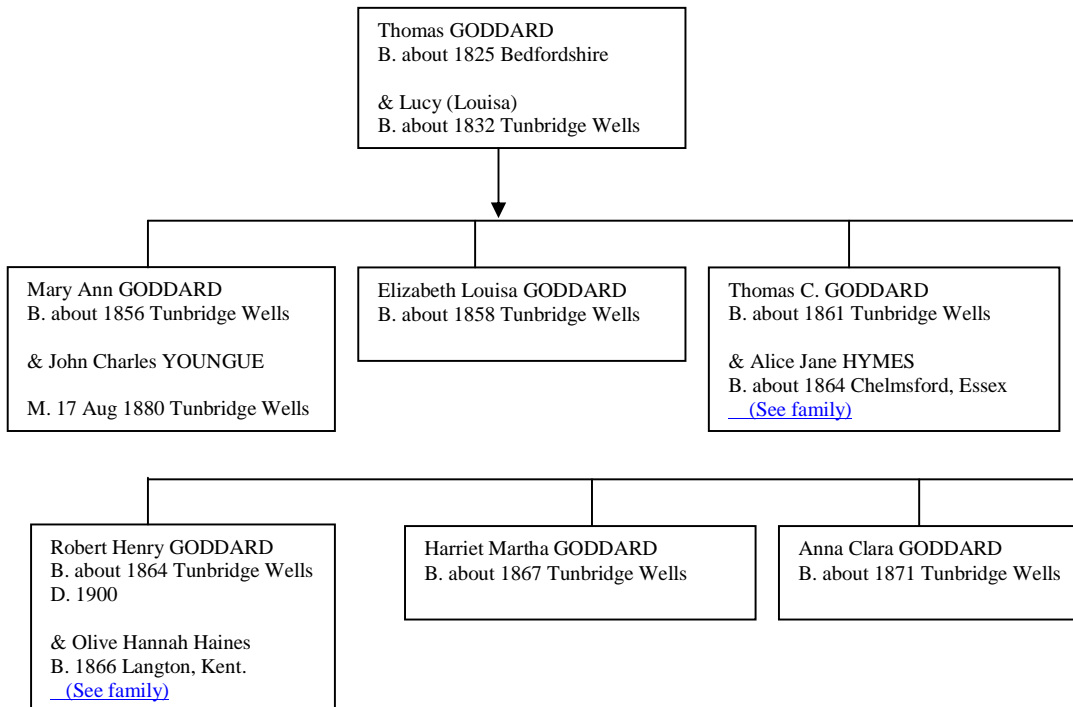 Thomas GODDARD
B. about 1825 Bedfordshire
& Lucy (Louisa)
B. about 1832 Tunbridge Wells
Mary Ann GODDARD
B. about 1856 Tunbridge Wells
& John Charles YOUNGUE
M. 17 Aug 1880 Tunbridge Wells
Elizabeth Louisa GODDARD
B. about 1858 Tunbridge Wells
Thomas C. GODDARD
B. about 1861 Tunbridge Wells
& Alice Jane HYMES
B. about 1864 Chelmsford, Essex
(See family)
Robert Henry GODDARD
B. about 1864 Tunbridge Wells
D. 1900
& Olive Hannah Haines
B. 1866 Langton, Kent.
(See family)
Harriet Martha GODDARD
B. about 1867 Tunbridge Wells
Anna Clara GODDARD
B. about 1871 Tunbridge Wells